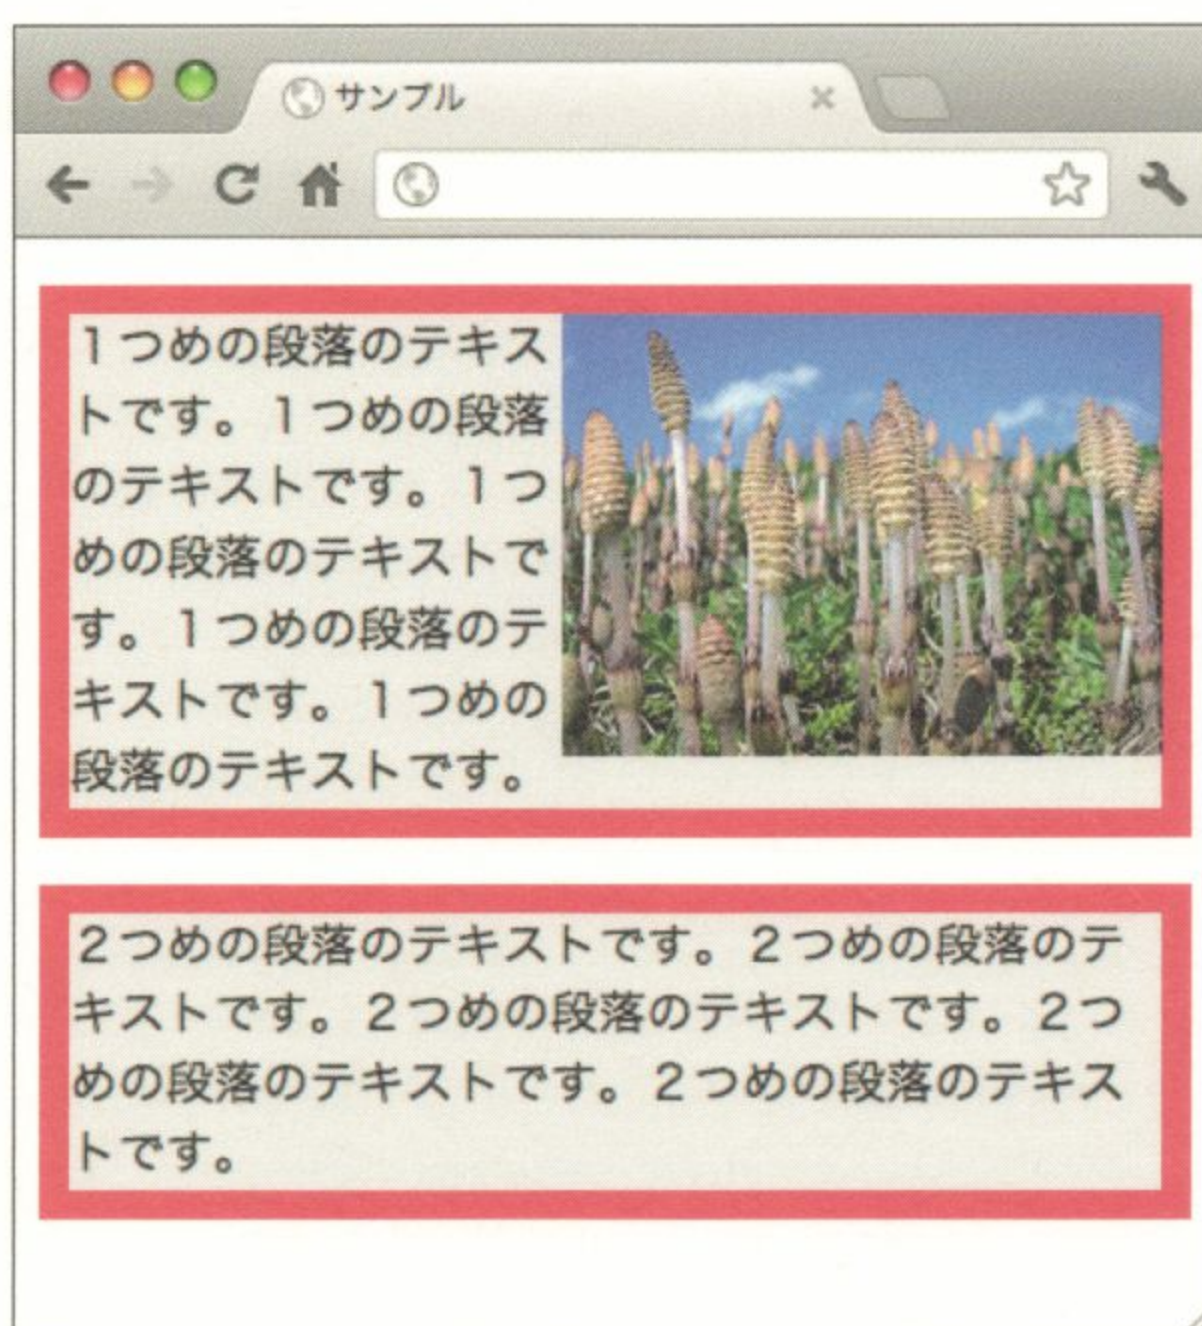 サンプル
１つめの段落のテキス
トです。１つめの段落
のテキストです。１つ
めの段落のテキストで
す。１つめの段落のテ
キストです。１つめの
段落のテキストです。
２つめの段落のテキストです。２つめの段落のテ
キストです。２つめの段落のテキストです。２つ
めの段落のテキストです。２つめの段落のテキス
トです。